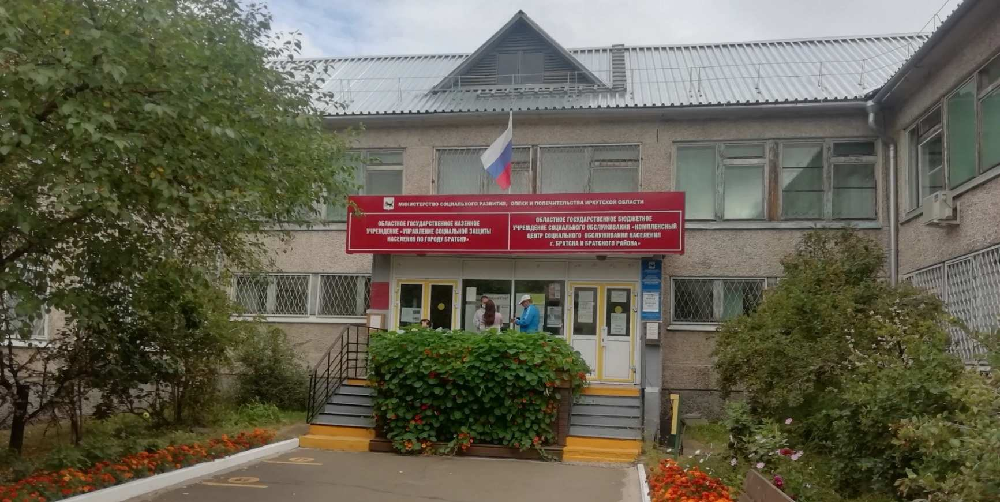 МИНИСТЕРСТВО СОЦИАЛЬНОГО РАЗВИТИЯ, ОПЕКИ И ПОПЕЧИТЕЛЬСТВА ИРКУТСКОЙ ОБЛАСТИ
ОБЛАСТНОЕ ГОСУДАРСТВЕННОЕ КАЗЕННОЕ
УЧРЕЖДЕНИЕ «УПРАВЛЕНИЕ СОЦИАЛЬНОЙ ЗАЩИТЫ
НАСЕЛЕНИЯ ПО ГОРОДУ БРАТСКУ»
ОБЛАСТНОЕ ГОСУДАРСТВЕННОЕ БЮДЖЕТНОЕ
УЧРЕЖДЕНИЕ СОЦИАЛЬНОГО ОБСЛУЖИВАНИЯ «КОМПЛЕКСНЫЙ
ЦЕНТР СОЦИАЛЬНОГО ОБСЛУЖИВАНИЯ НАСЕЛЕНИЯ
г. БРАТСКА И БРАТСКОГО РАЙОНА»